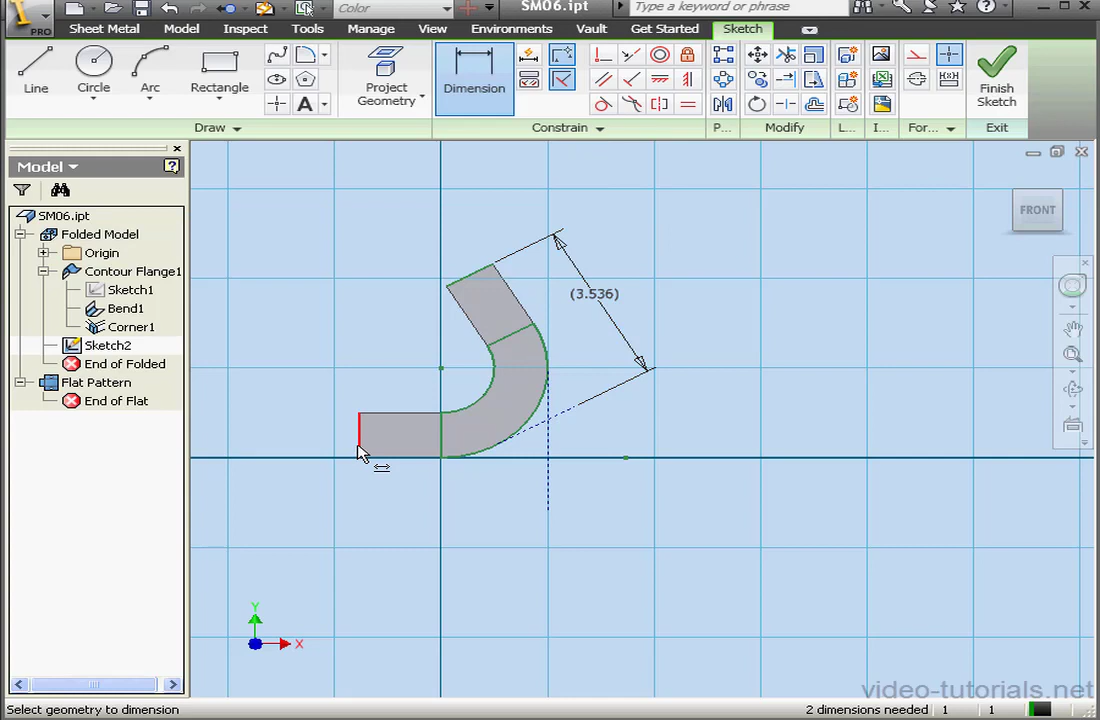 SM06.ipt
Color
Type a keyword or phrase
PRO
Sheet Metal Model Inspect Tools Manage View Environments Vault Get Started Sketch
Line Circle Arc Rectangle Project Geometry Dimension Finish Sketch
Draw Constrain P... Modify L... I... For... Exit
Model
SM06.ipt
Folded Model
Origin
Contour Flange1
Sketch1
Bend1
Corner1
Sketch2
End of Folded
Flat Pattern
End of Flat
FRONT
(3.536)
Y
X
video-tutorials.net
Select geometry to dimension
2 dimensions needed 1 1